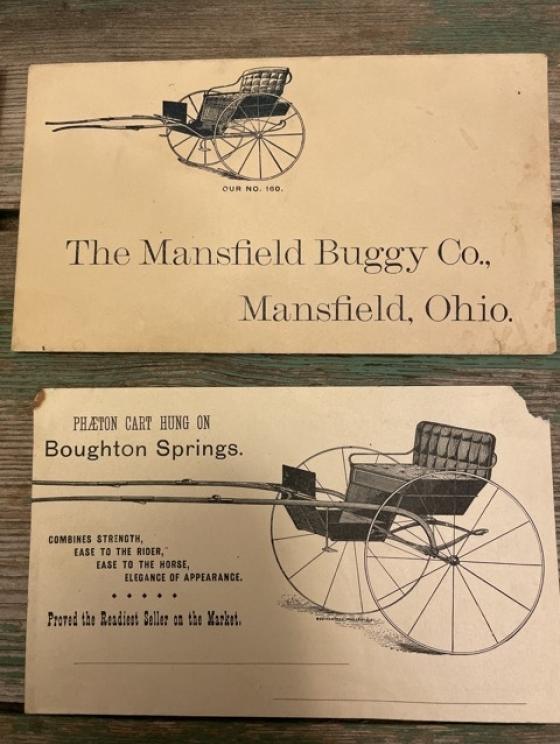 OUR NO. 160.
The Mansfield Buggy Co.,
Mansfield, Ohio.
PHÆTON CART HUNG ON
Boughton Springs.
COMBINES STRENGTH,
EASE TO THE RIDER,
EASE TO THE HORSE,
ELEGANCE OF APPEARANCE.
Proved the Readiest Seller on the Market.